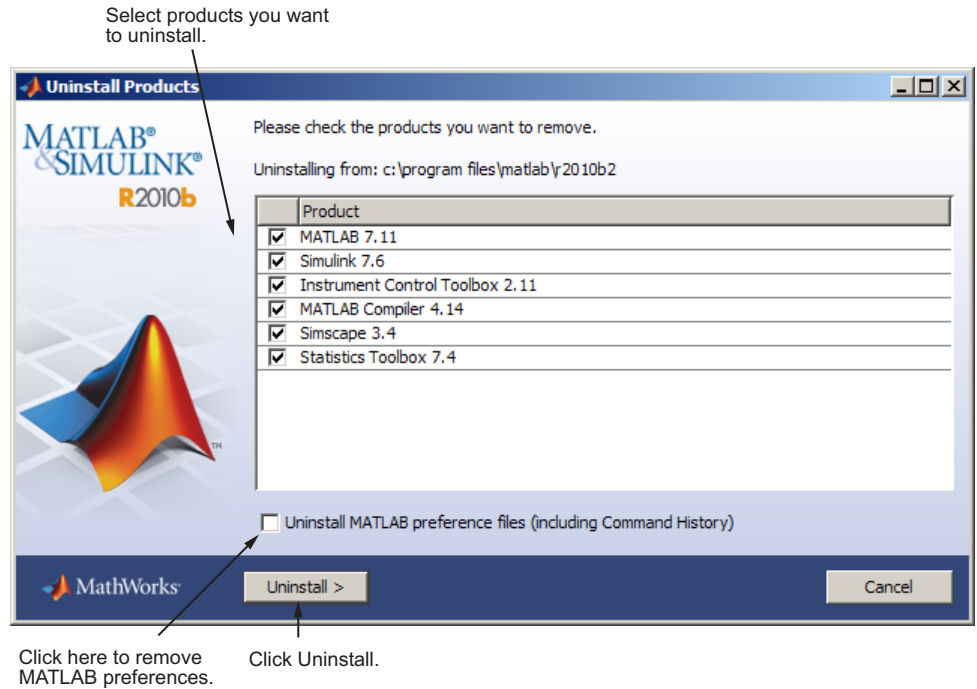 Select products you want
to uninstall.
Uninstall Products
MATLAB®
&SIMULINK®
R2010b
Please check the products you want to remove.
Uninstalling from: c:\program files\matlab\r2010b2
Product
MATLAB 7.11
Simulink 7.6
Instrument Control Toolbox 2.11
MATLAB Compiler 4.14
Simscape 3.4
Statistics Toolbox 7.4
TM
Uninstall MATLAB preference files (including Command History)
MathWorks
Uninstall >
Cancel
Click here to remove
MATLAB preferences.
Click Uninstall.